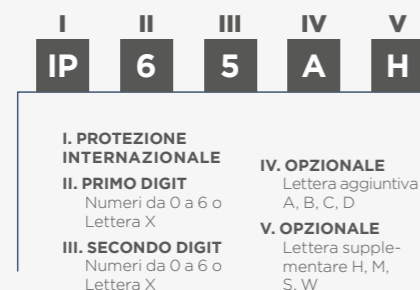 I II III IV V
IP 6 5 A H
I. PROTEZIONE
INTERNAZIONALE
II. PRIMO DIGIT
Numeri da 0 a 6 o
Lettera X
III. SECONDO DIGIT
Numeri da 0 a 6 o
Lettera X
IV. OPZIONALE
Lettera aggiuntiva
A, B, C, D
V. OPZIONALE
Lettera supple-
mentare H, M,
S, W